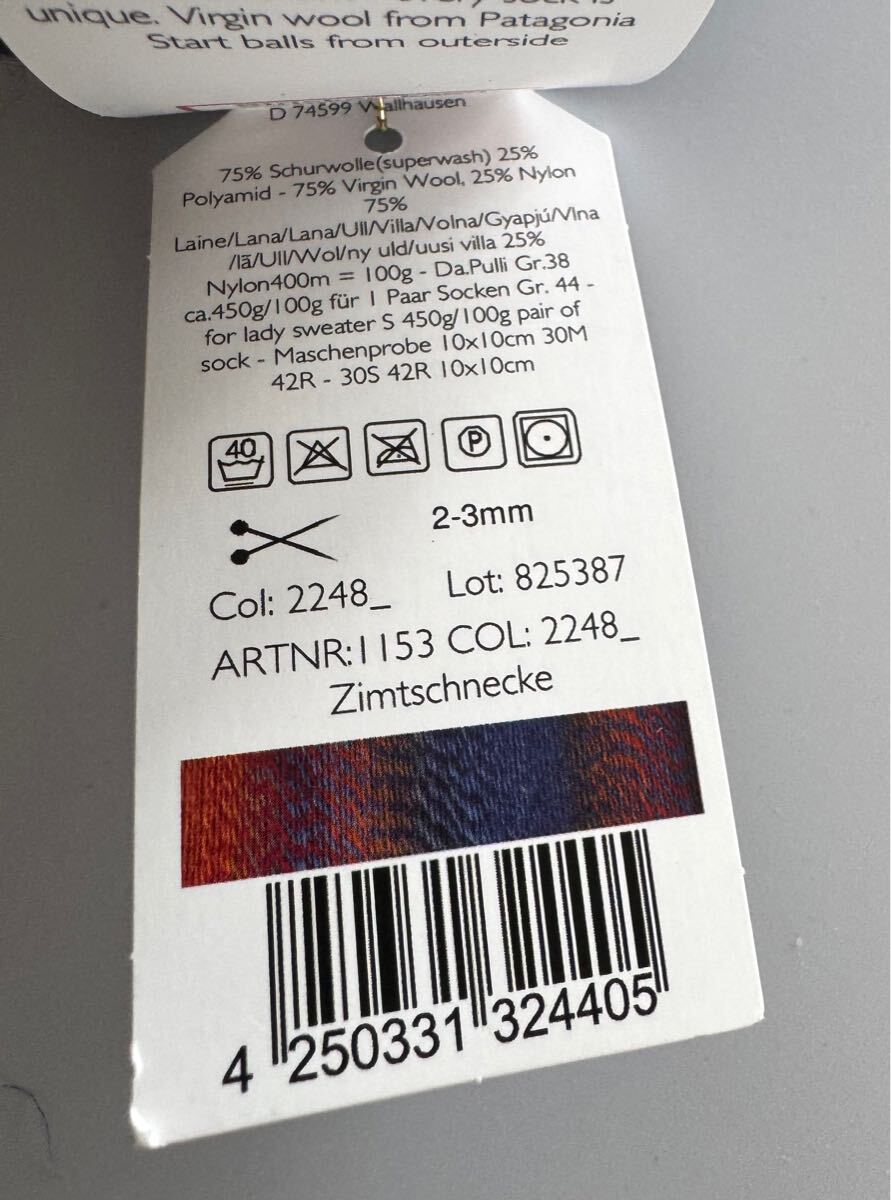 unique. Virgin wool from Patagonia
Start balls from outerside
D 74599 Wallhausen
75% Schurwolle(superwash) 25%
Polyamid - 75% Virgin Wool, 25% Nylon
75%
Laine/Lana/Lana/Ull/Villa/Volna/Gyapjú/Vlna
/lã/Ull/Wol/ny uld/uusi villa 25%
Nylon400m = 100g - Da.Pulli Gr.38
ca.450g/100g für 1 Paar Socken Gr. 44 -
for lady sweater S 450g/100g pair of
sock - Maschenprobe 10x10cm 30M
42R - 30S 42R 10x10cm
40
P
2-3mm
Col: 2248_ Lot: 825387
ARTNR:1153 COL: 2248_
Zimtschnecke
4 250331 324405